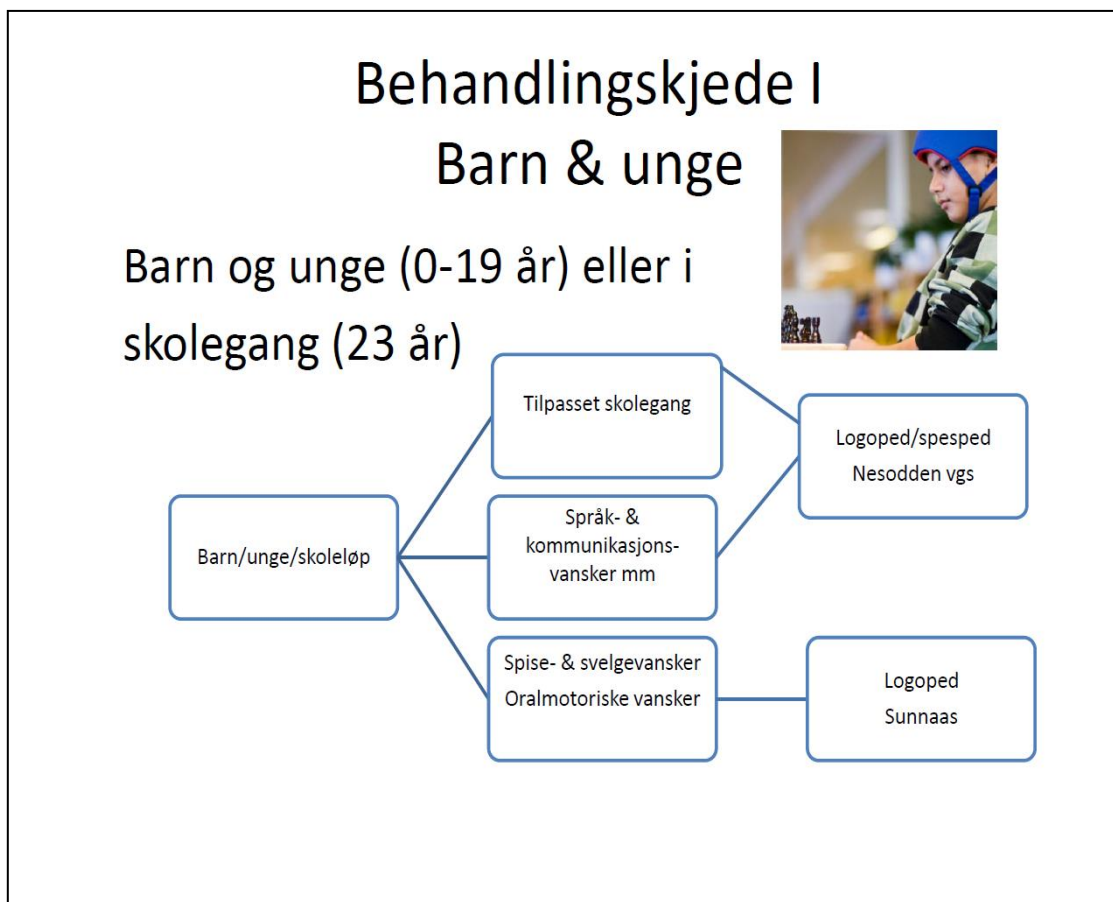 Behandlingskjede I
Barn & unge
Barn og unge (0-19 år) eller i
skolegang (23 år)
Tilpasset skolegang
Logoped/spesped
Nesodden vgs
Barn/unge/skoleløp
Språk- &
kommunikasjons-
vansker mm
Spise- & svelgevansker
Oralmotoriske vansker
Logoped
Sunnaas